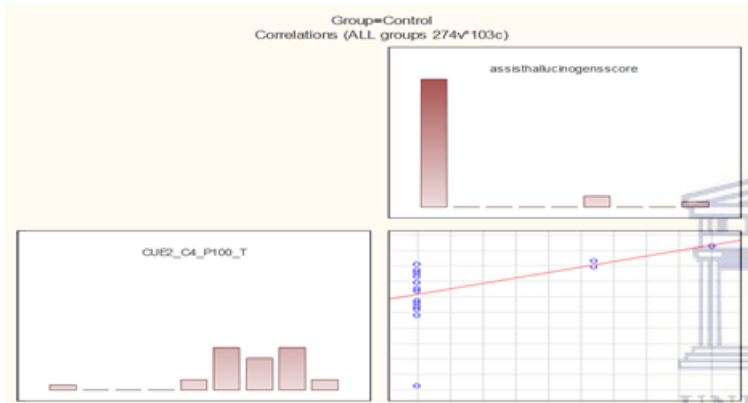 Group=Control
Correlations (ALL groups 274v*103c)
assisthallucinogensscore
CUE2_C4_P100_T